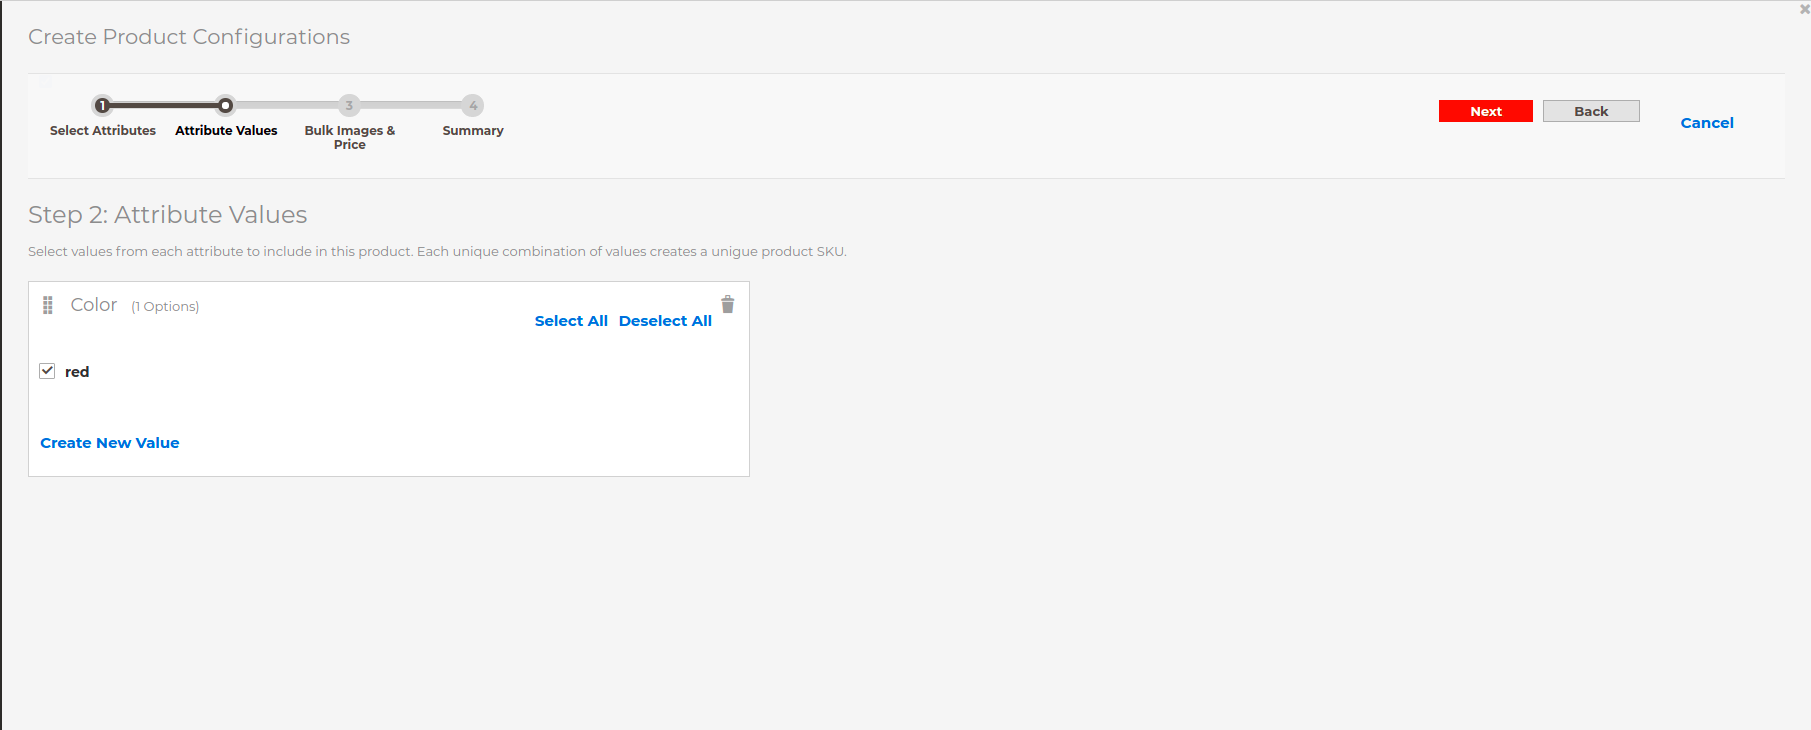 Create Product Configurations
1
3
4
Select Attributes
Attribute Values
Bulk Images &
Price
Summary
Next
Back
Cancel
Step 2: Attribute Values
Select values from each attribute to include in this product. Each unique combination of values creates a unigue product SKU.
Color (1 Options)
Select All Deselect All
red
Create New Value